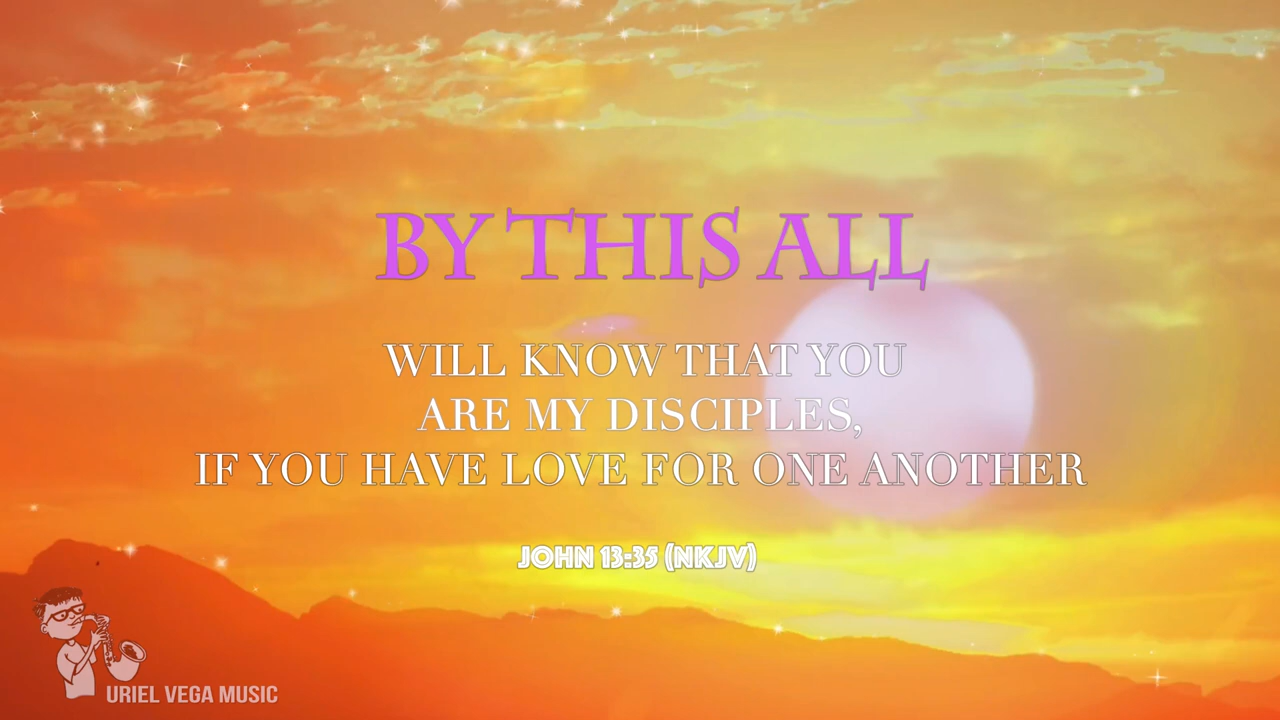 BY THIS ALL
WILL KNOW THAT YOU
ARE MY DISCIPLES,
IF YOU HAVE LOVE FOR ONE ANOTHER
JOHN 13:35 (NKJV)
URIEL VEGA MUSIC